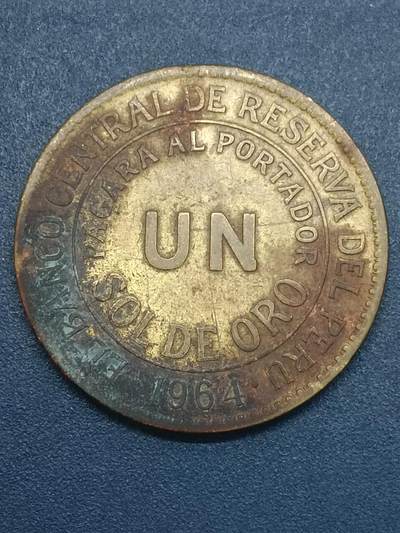 EL BANCO CENTRAL DE RESERVA DEL PERU
PAGARA AL PORTADOR
UN
SOL DE ORO
1964